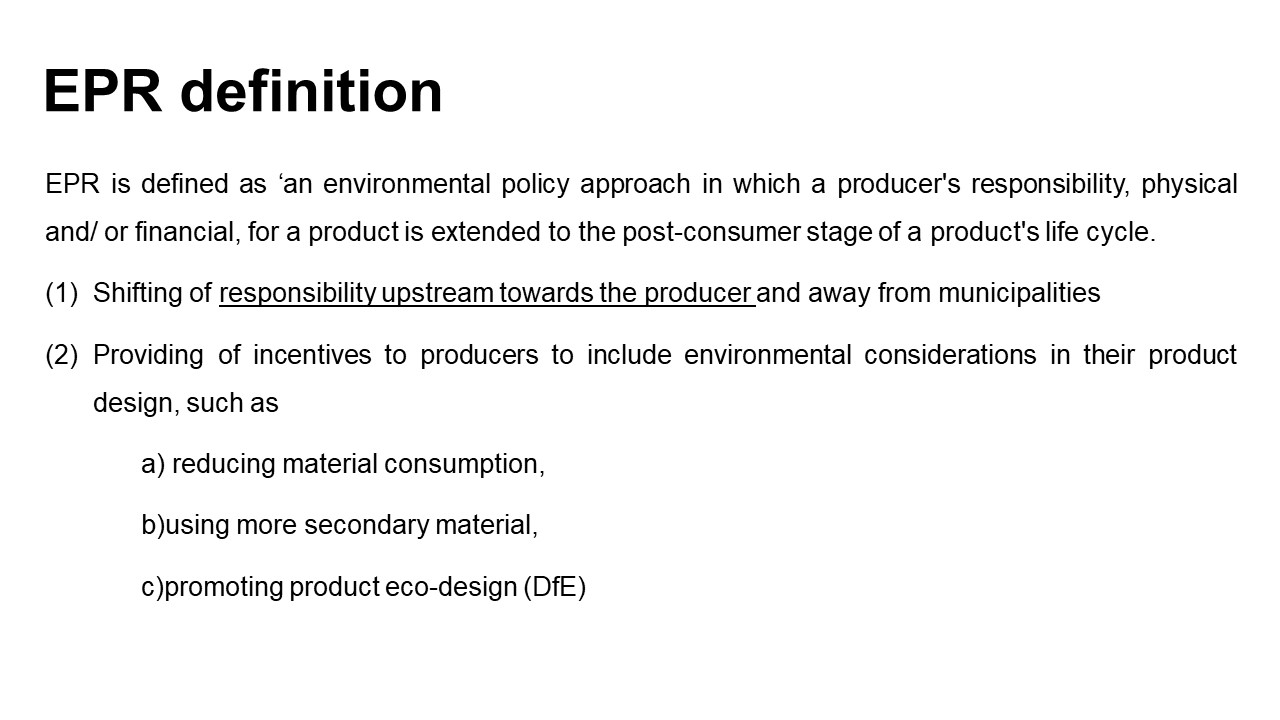 EPR definition
EPR is defined as ‘an environmental policy approach in which a producer's responsibility, physical
and/ or financial, for a product is extended to the post-consumer stage of a product's life cycle.
(1) Shifting of responsibility upstream towards the producer and away from municipalities
(2) Providing of incentives to producers to include environmental considerations in their product
design, such as
a) reducing material consumption,
b)using more secondary material,
c)promoting product eco-design (DfE)